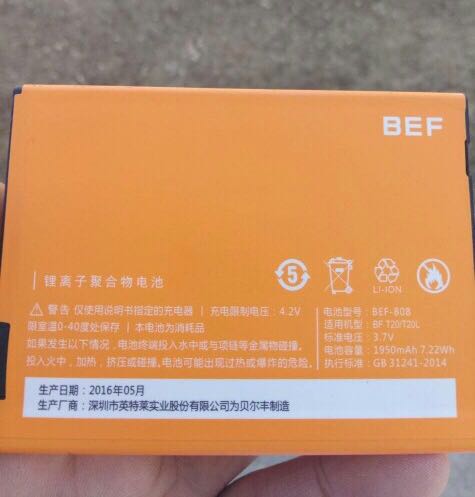 BEF
锂离子聚合物电池
5
LI-ION
警告 仅使用说明书指定的充电器 | 充电限制电压：4.2V
限室温0-40度处保存 | 本电池为消耗品
如果发生以下情况，电池终端投入水中或与项链等金属物碰撞。
投入火中，加热，挤压或碰撞。电池可能出现过热或爆炸的危险。
电池型号：BEF-808
适用机型：BF T20/T20L
标准电压：3.7V
电池容量：1950mAh 7.22Wh
执行标准：GB 31241-2014
生产日期：2016年05月
生产厂商：深圳市英特莱实业股份有限公司为贝尔丰制造